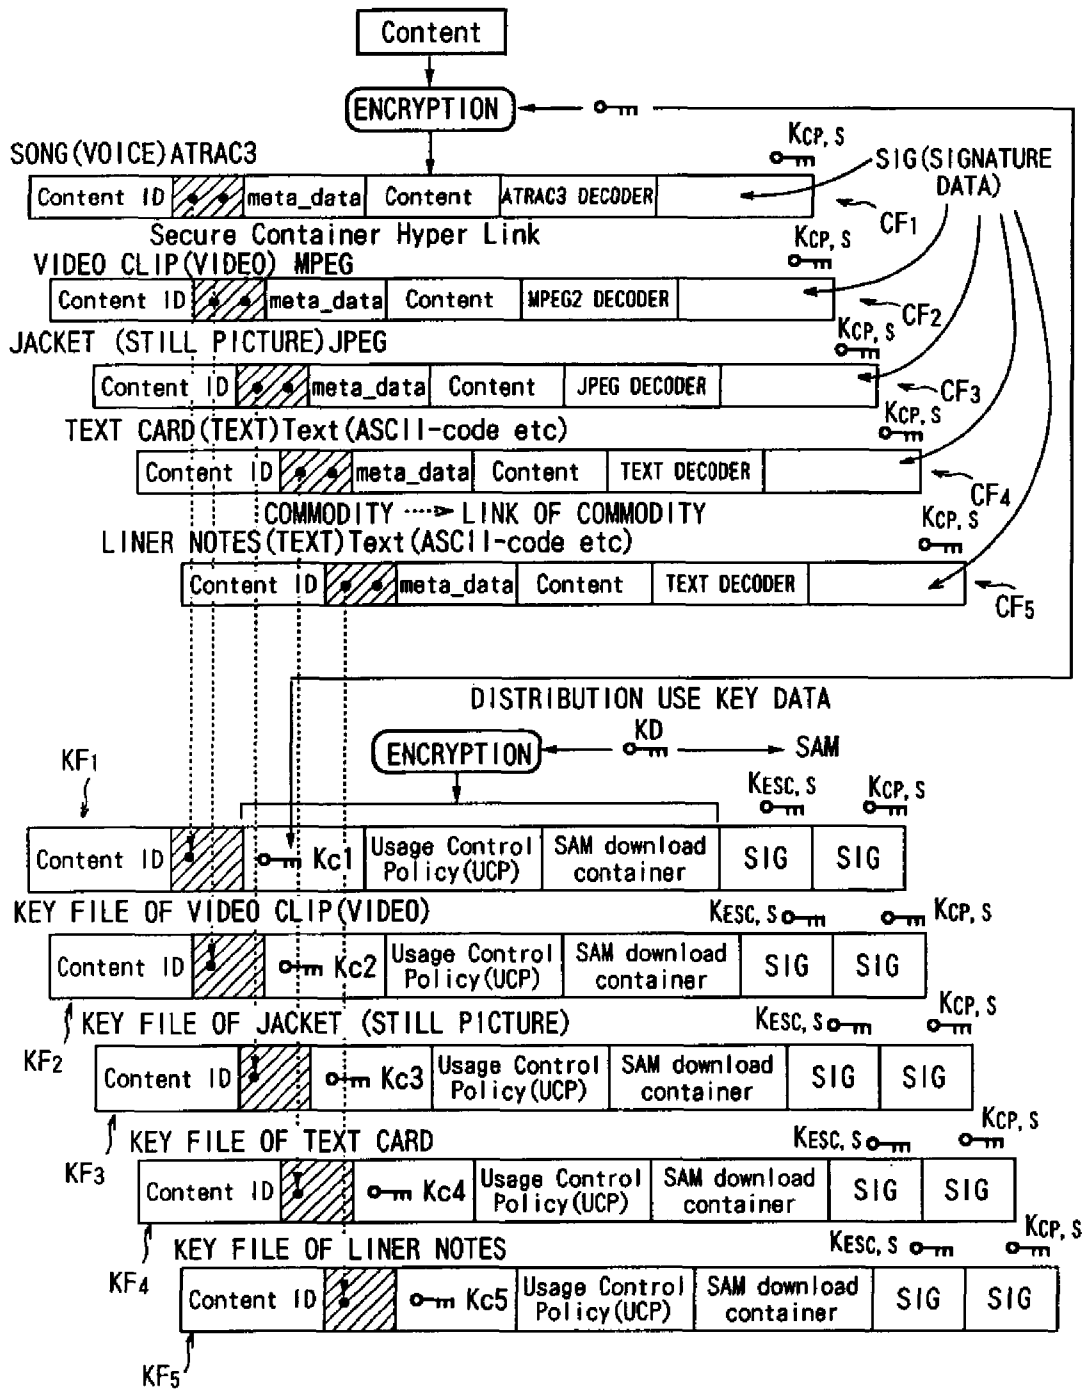 Content
ENCRYPTION
KCP, S
SONG(VOICE)ATRAC3
SIG(SIGNATURE
DATA)
Content ID meta_data Content ATRAC3 DECODER
CF1
Secure Container Hyper Link
KCP, S
VIDEO CLIP(VIDEO) MPEG
Content ID meta_data Content MPEG2 DECODER
CF2
KCP, S
JACKET (STILL PICTURE)JPEG
Content ID meta_data Content JPEG DECODER
CF3
KCP, S
TEXT CARD(TEXT)Text(ASCII-code etc)
Content ID meta_data Content TEXT DECODER
CF4
COMMODITY LINK OF COMMODITY
KCP, S
LINER NOTES(TEXT)Text(ASCII-code etc)
Content ID meta_data Content TEXT DECODER
CF5
DISTRIBUTION USE KEY DATA
KD
ENCRYPTION
SAM
KF1
KESC, S KCP, S
Content ID Kc1 Usage Control Policy(UCP) SAM download container SIG SIG
KEY FILE OF VIDEO CLIP(VIDEO)
KESC, S KCP, S
Content ID Kc2 Usage Control Policy(UCP) SAM download container SIG SIG
KF2
KEY FILE OF JACKET (STILL PICTURE)
KESC, S KCP, S
Content ID Kc3 Usage Control Policy(UCP) SAM download container SIG SIG
KF3
KEY FILE OF TEXT CARD
KESC, S KCP, S
Content ID Kc4 Usage Control Policy(UCP) SAM download container SIG SIG
KF4
KEY FILE OF LINER NOTES
KESC, S KCP, S
Content ID Kc5 Usage Control Policy(UCP) SAM download container SIG SIG
KF5